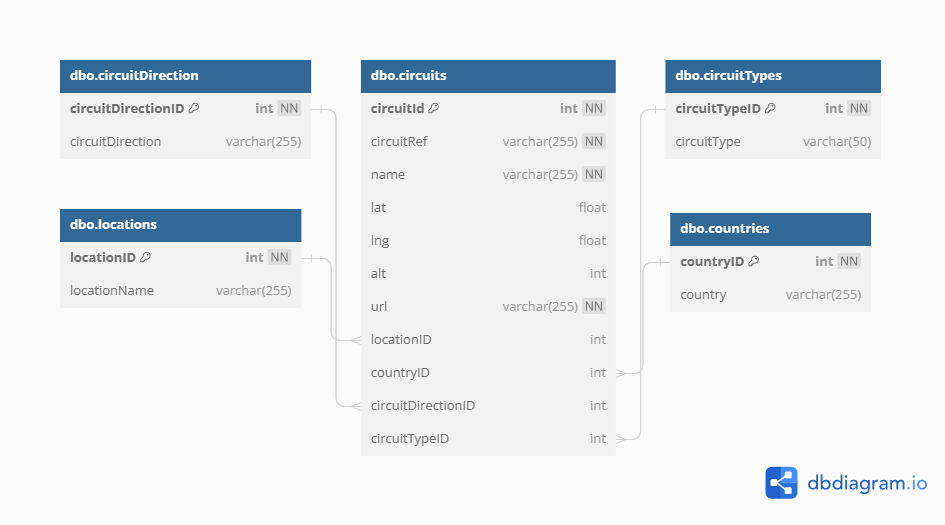 dbo.circuitDirection
circuitDirectionID int NN
circuitDirection varchar(255)
dbo.locations
locationID int NN
locationName varchar(255)
dbo.circuits
circuitId int NN
circuitRef varchar(255) NN
name varchar(255) NN
lat float
lng float
alt int
url varchar(255) NN
locationID int
countryID int
circuitDirectionID int
circuitTypeID int
dbo.circuitTypes
circuitTypeID int NN
circuitType varchar(50)
dbo.countries
countryID int NN
country varchar(255)
dbdiagram.io